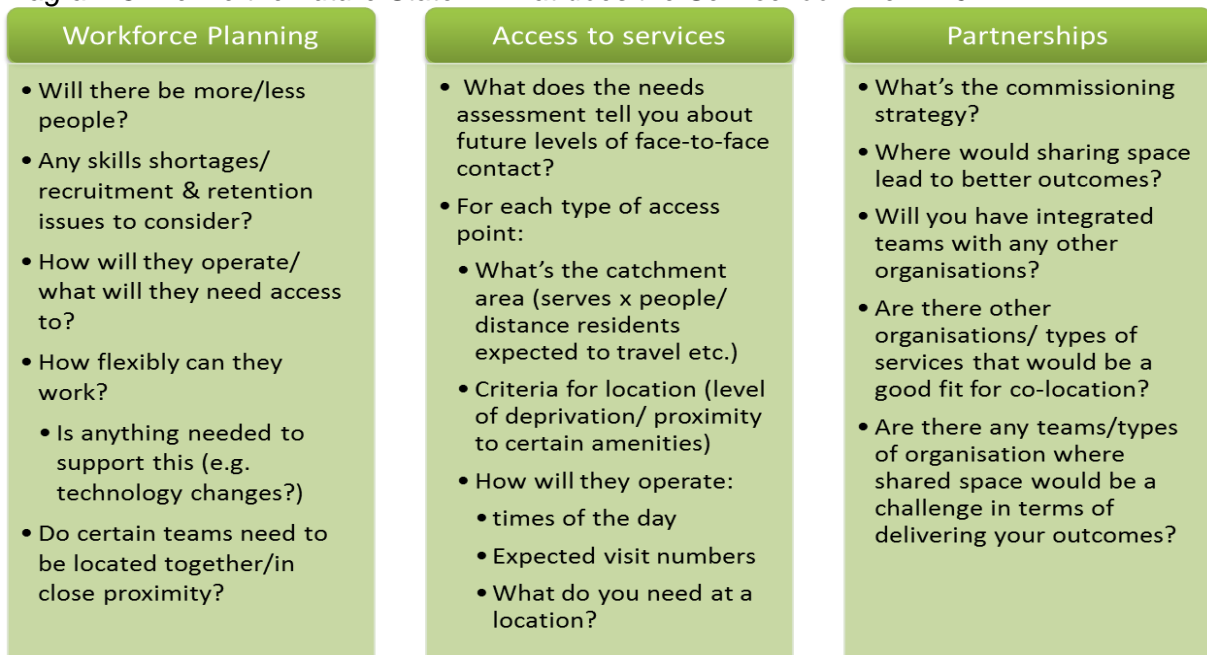 Workforce Planning
• Will there be more/less
people?
• Any skills shortages/
recruitment & retention
issues to consider?
• How will they operate/
what will they need access
to?
• How flexibly can they
work?
• Is anything needed to
support this (e.g.
technology changes?)
• Do certain teams need to
be located together/in
close proximity?
Access to services
• What does the needs
assessment tell you about
future levels of face-to-face
contact?
• For each type of access
point:
• What's the catchment
area (serves x people/
distance residents
expected to travel etc.)
• Criteria for location (level
of deprivation/ proximity
to certain amenities)
• How will they operate:
• times of the day
• Expected visit numbers
• What do you need at a
location?
Partnerships
• What's the commissioning
strategy?
• Where would sharing space
lead to better outcomes?
• Will you have integrated
teams with any other
organisations?
• Are there other
organisations/ types of
services that would be a
good fit for co-location?
• Are there any teams/types
of organisation where
shared space would be a
challenge in terms of
delivering your outcomes?